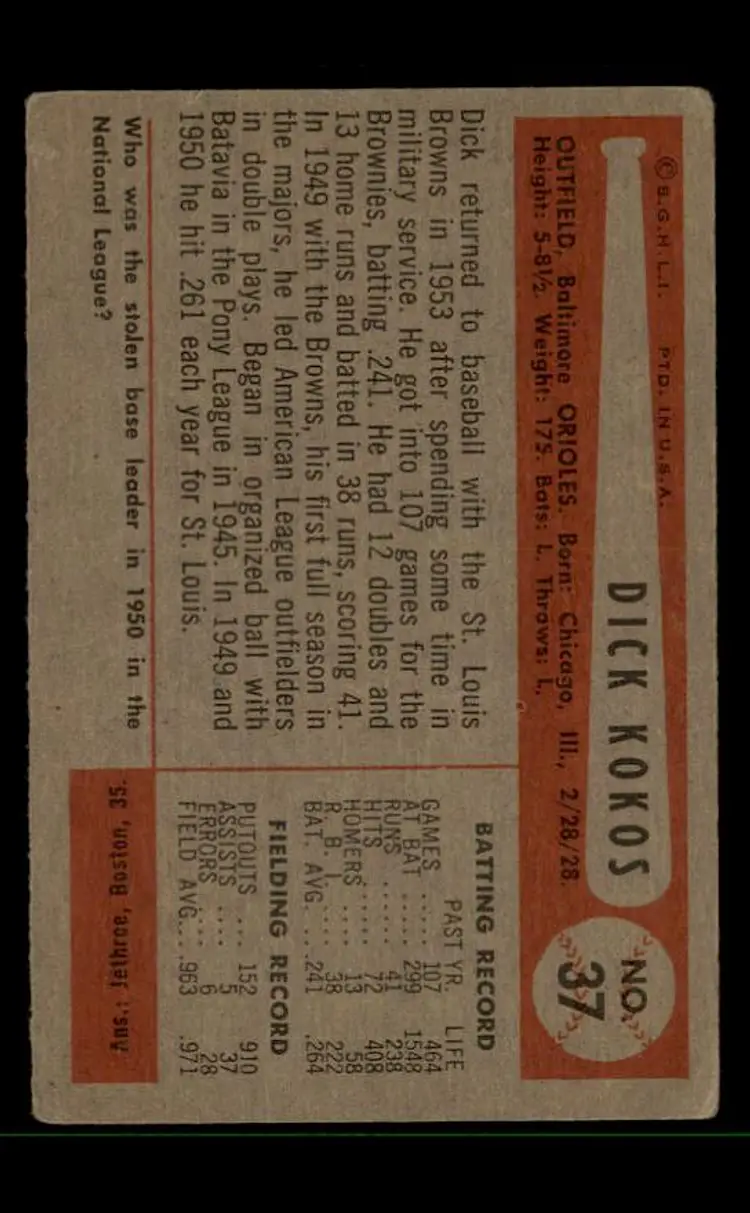 © B.G.H.L.I. PTD. IN U.S.A.
DICK KOKOS
NO.
37
OUTFIELD, Baltimore ORIOLES. Born: Chicago, Ill., 2/28/28.
Height: 5-8½. Weight: 175. Bats: L. Throws: L.
Dick returned to baseball with the St. Louis
Browns in 1953 after spending some time in
military service. He got into 107 games for the
Brownies, batting .241. He had 12 doubles and
13 home runs and batted in 38 runs, scoring 41.
In 1949 with the Browns, his first full season in
the majors, he led American League outfielders
in double plays. Began in organized ball with
Batavia in the Pony League in 1945. In 1949 and
1950 he hit .261 each year for St. Louis.
BATTING RECORD
PAST YR. LIFE
GAMES ..... 107 464
AT BAT ..... 299 1548
RUNS ...... 41 238
HITS ...... 72 408
HOMERS .... 13 58
R. B. I. .... 38 222
BAT. AVG. ...241 .264
FIELDING RECORD
PUTOUTS ... 152 910
ASSISTS .... 5 37
ERRORS .... 6 28
FIELD AVG....963 .971
Who was the stolen base leader in 1950 in the
National League?
Ans.: Jethroe, Boston,
35.